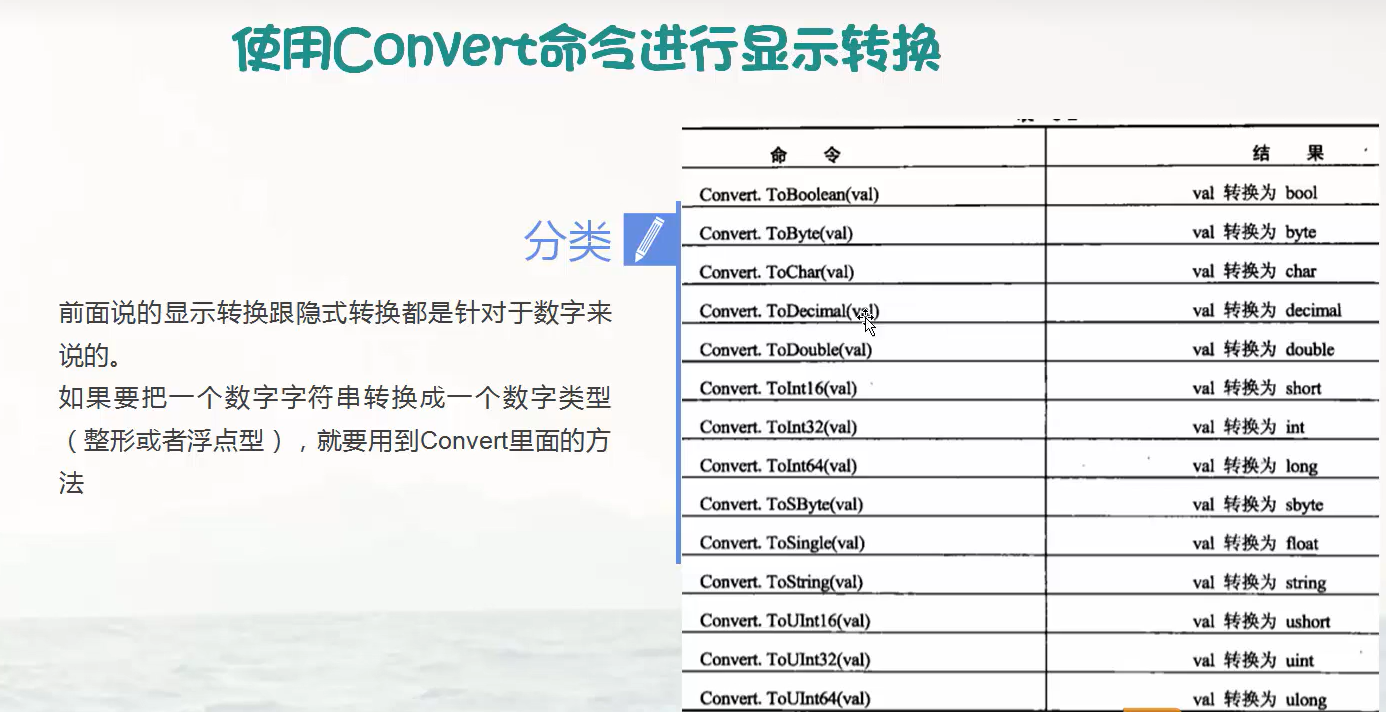 使用Convert命令进行显示转换
分类
前面说的显示转换跟隐式转换都是针对于数字来
说的。
如果要把一个数字字符串转换成一个数字类型
（整形或者浮点型），就要用到Convert里面的方
法
命 令 结 果
Convert. ToBoolean(val) val 转换为 bool
Convert. ToByte(val) val 转换为 byte
Convert. ToChar(val) val 转换为 char
Convert. ToDecimal(val) val 转换为 decimal
Convert. ToDouble(val) val 转换为 double
Convert. ToInt16(val) val 转换为 short
Convert. ToInt32(val) val 转换为 int
Convert. ToInt64(val) val 转换为 long
Convert. ToSByte(val) val 转换为 sbyte
Convert. ToSingle(val) val 转换为 float
Convert. ToString(val) val 转换为 string
Convert. ToUInt16(val) val 转换为 ushort
Convert. ToUInt32(val) val 转换为 uint
Convert. ToUInt64(val) val 转换为 ulong